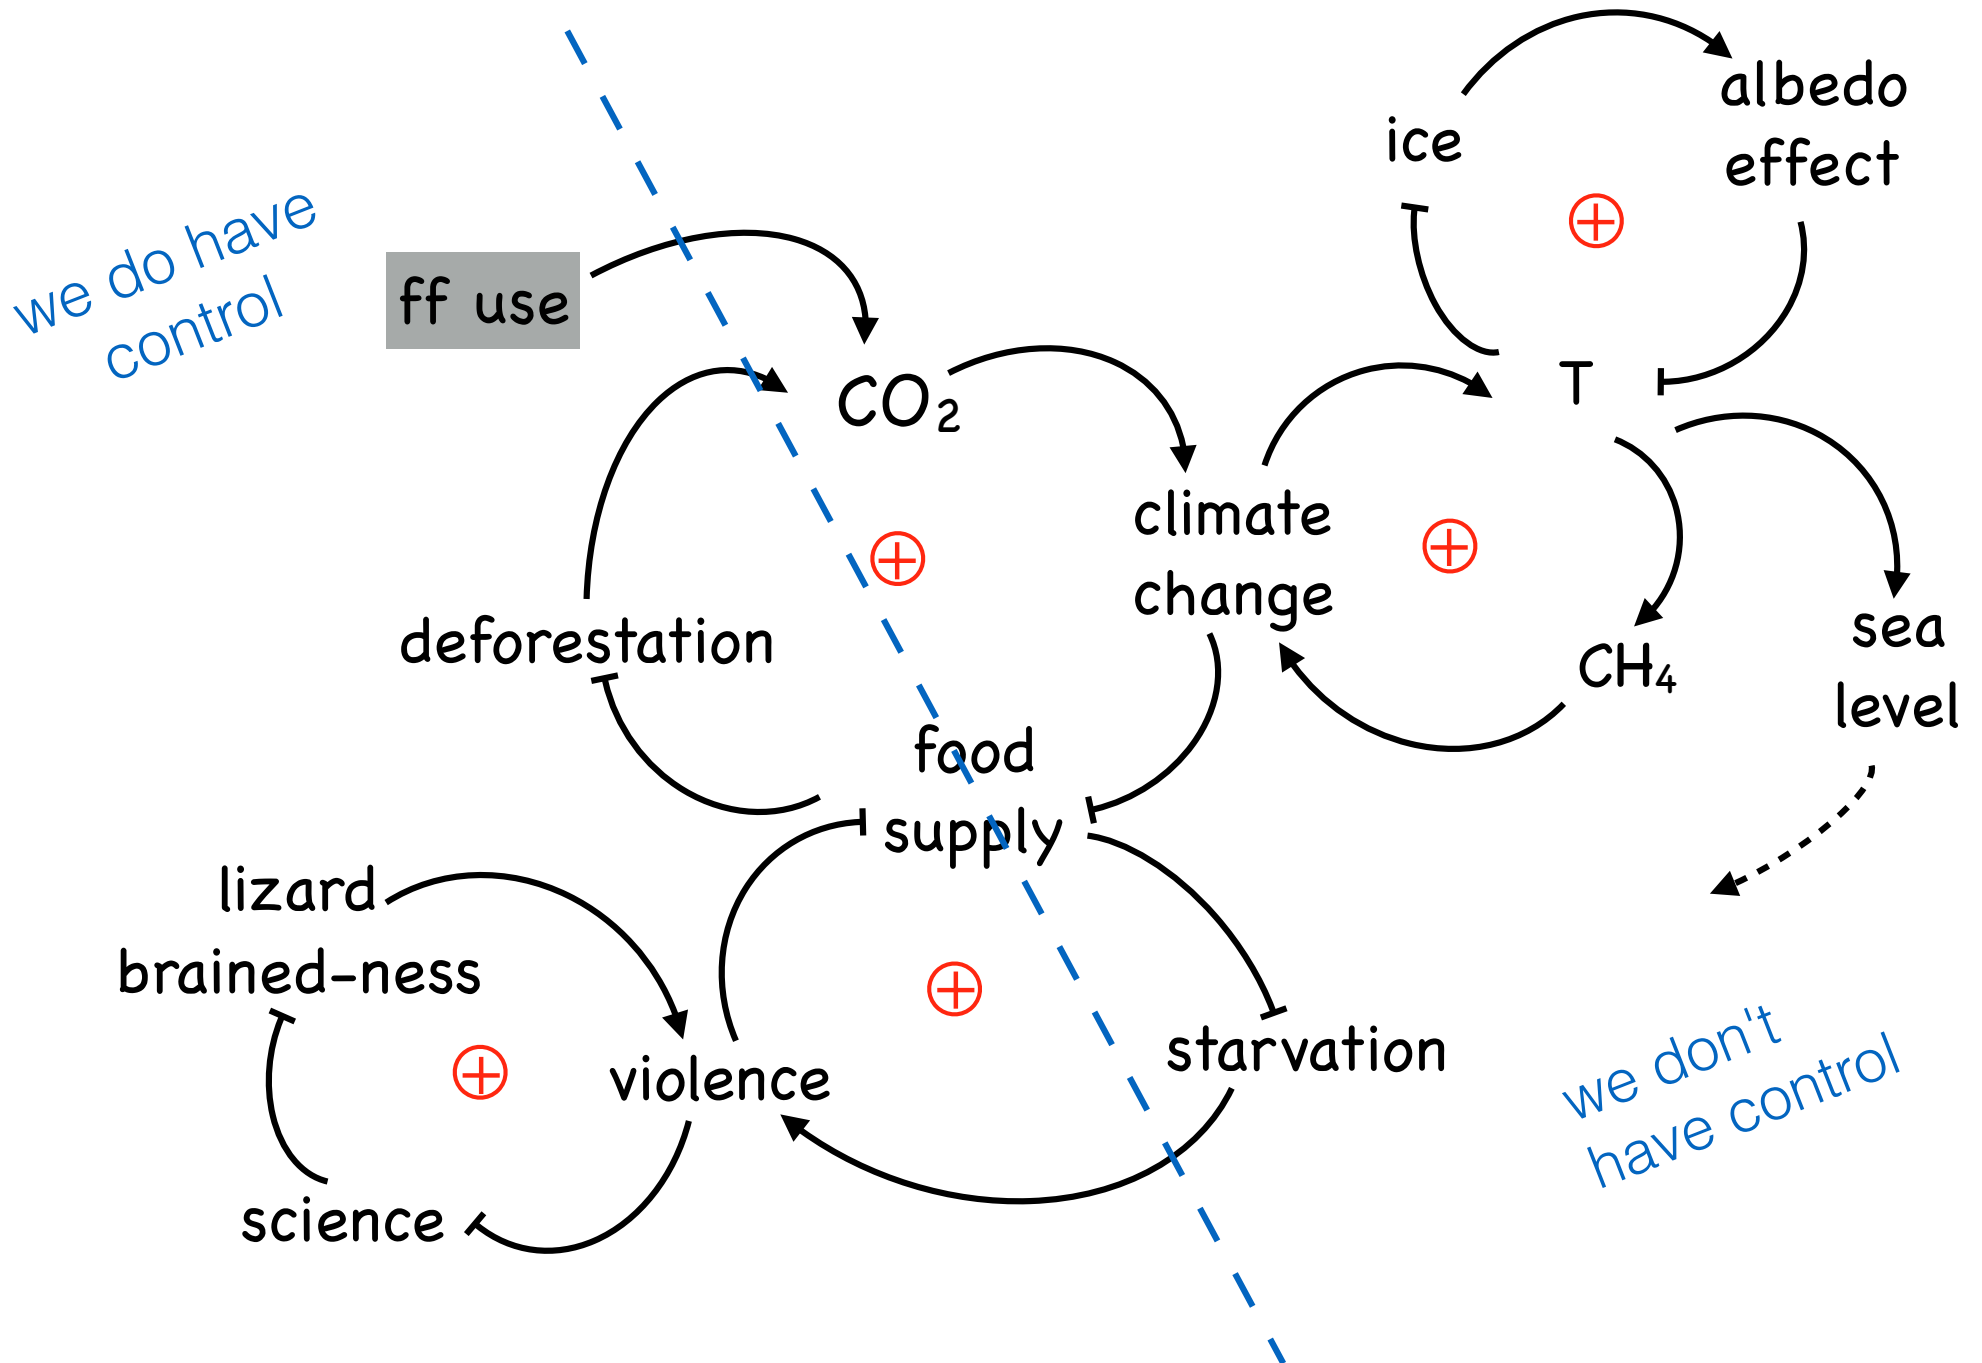 albedo
effect
ice
we do have
control
ff use
T
CO₂
climate
change
deforestation
sea
level
CH₄
food
supply
lizard
brained-ness
violence
starvation
science
we don't
have control